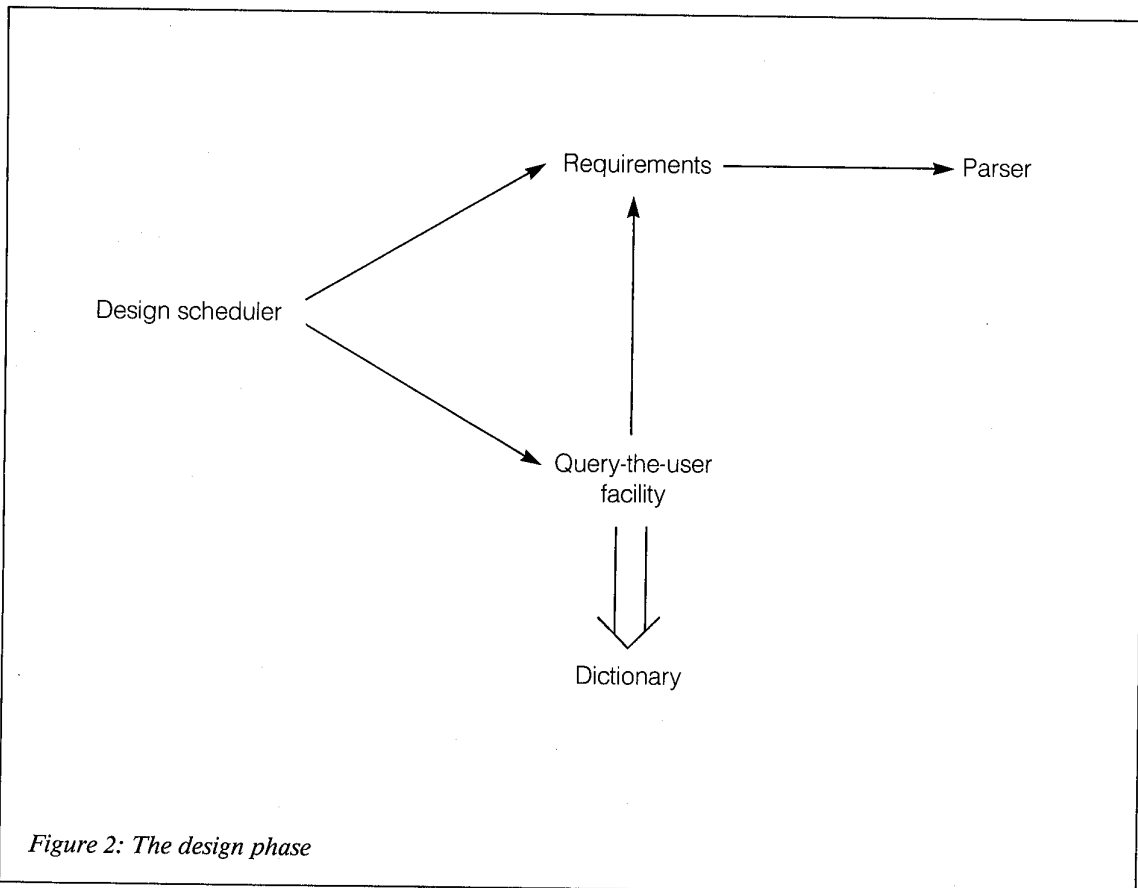 Requirements
Parser
Design scheduler
Query-the-user
facility
Dictionary
Figure 2: The design phase